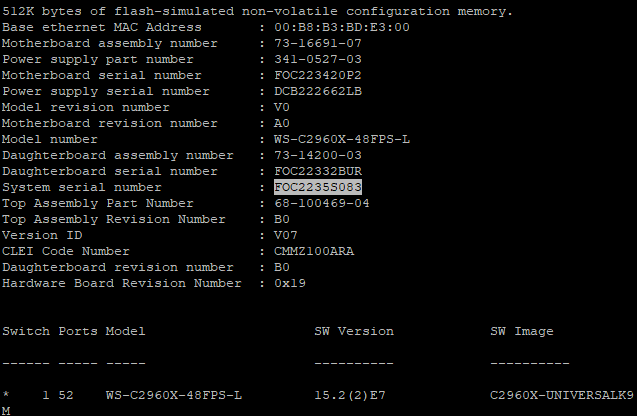 512K bytes of flash-simulated non-volatile configuration memory.
Base ethernet MAC Address       : 00:B8:B3:BD:E3:00
Motherboard assembly number     : 73-16691-07
Power supply part number        : 341-0527-03
Motherboard serial number       : FOC223420P2
Power supply serial number      : DCB222662LB
Model revision number           : V0
Motherboard revision number     : A0
Model number                    : WS-C2960X-48FPS-L
Daughterboard assembly number   : 73-14200-03
Daughterboard serial number     : FOC22332BUR
System serial number            : FOC2235S083
Top Assembly Part Number        : 68-100469-04
Top Assembly Revision Number    : B0
Version ID                      : V07
CLEI Code Number                : CMMZ100ARA
Daughterboard revision number   : B0
Hardware Board Revision Number  : 0x19
Switch Ports Model                     SW Version            SW Image
------ ----- -----                     ----------            ----------
*    1 52    WS-C2960X-48FPS-L         15.2(2)E7             C2960X-UNIVERSALK9
M